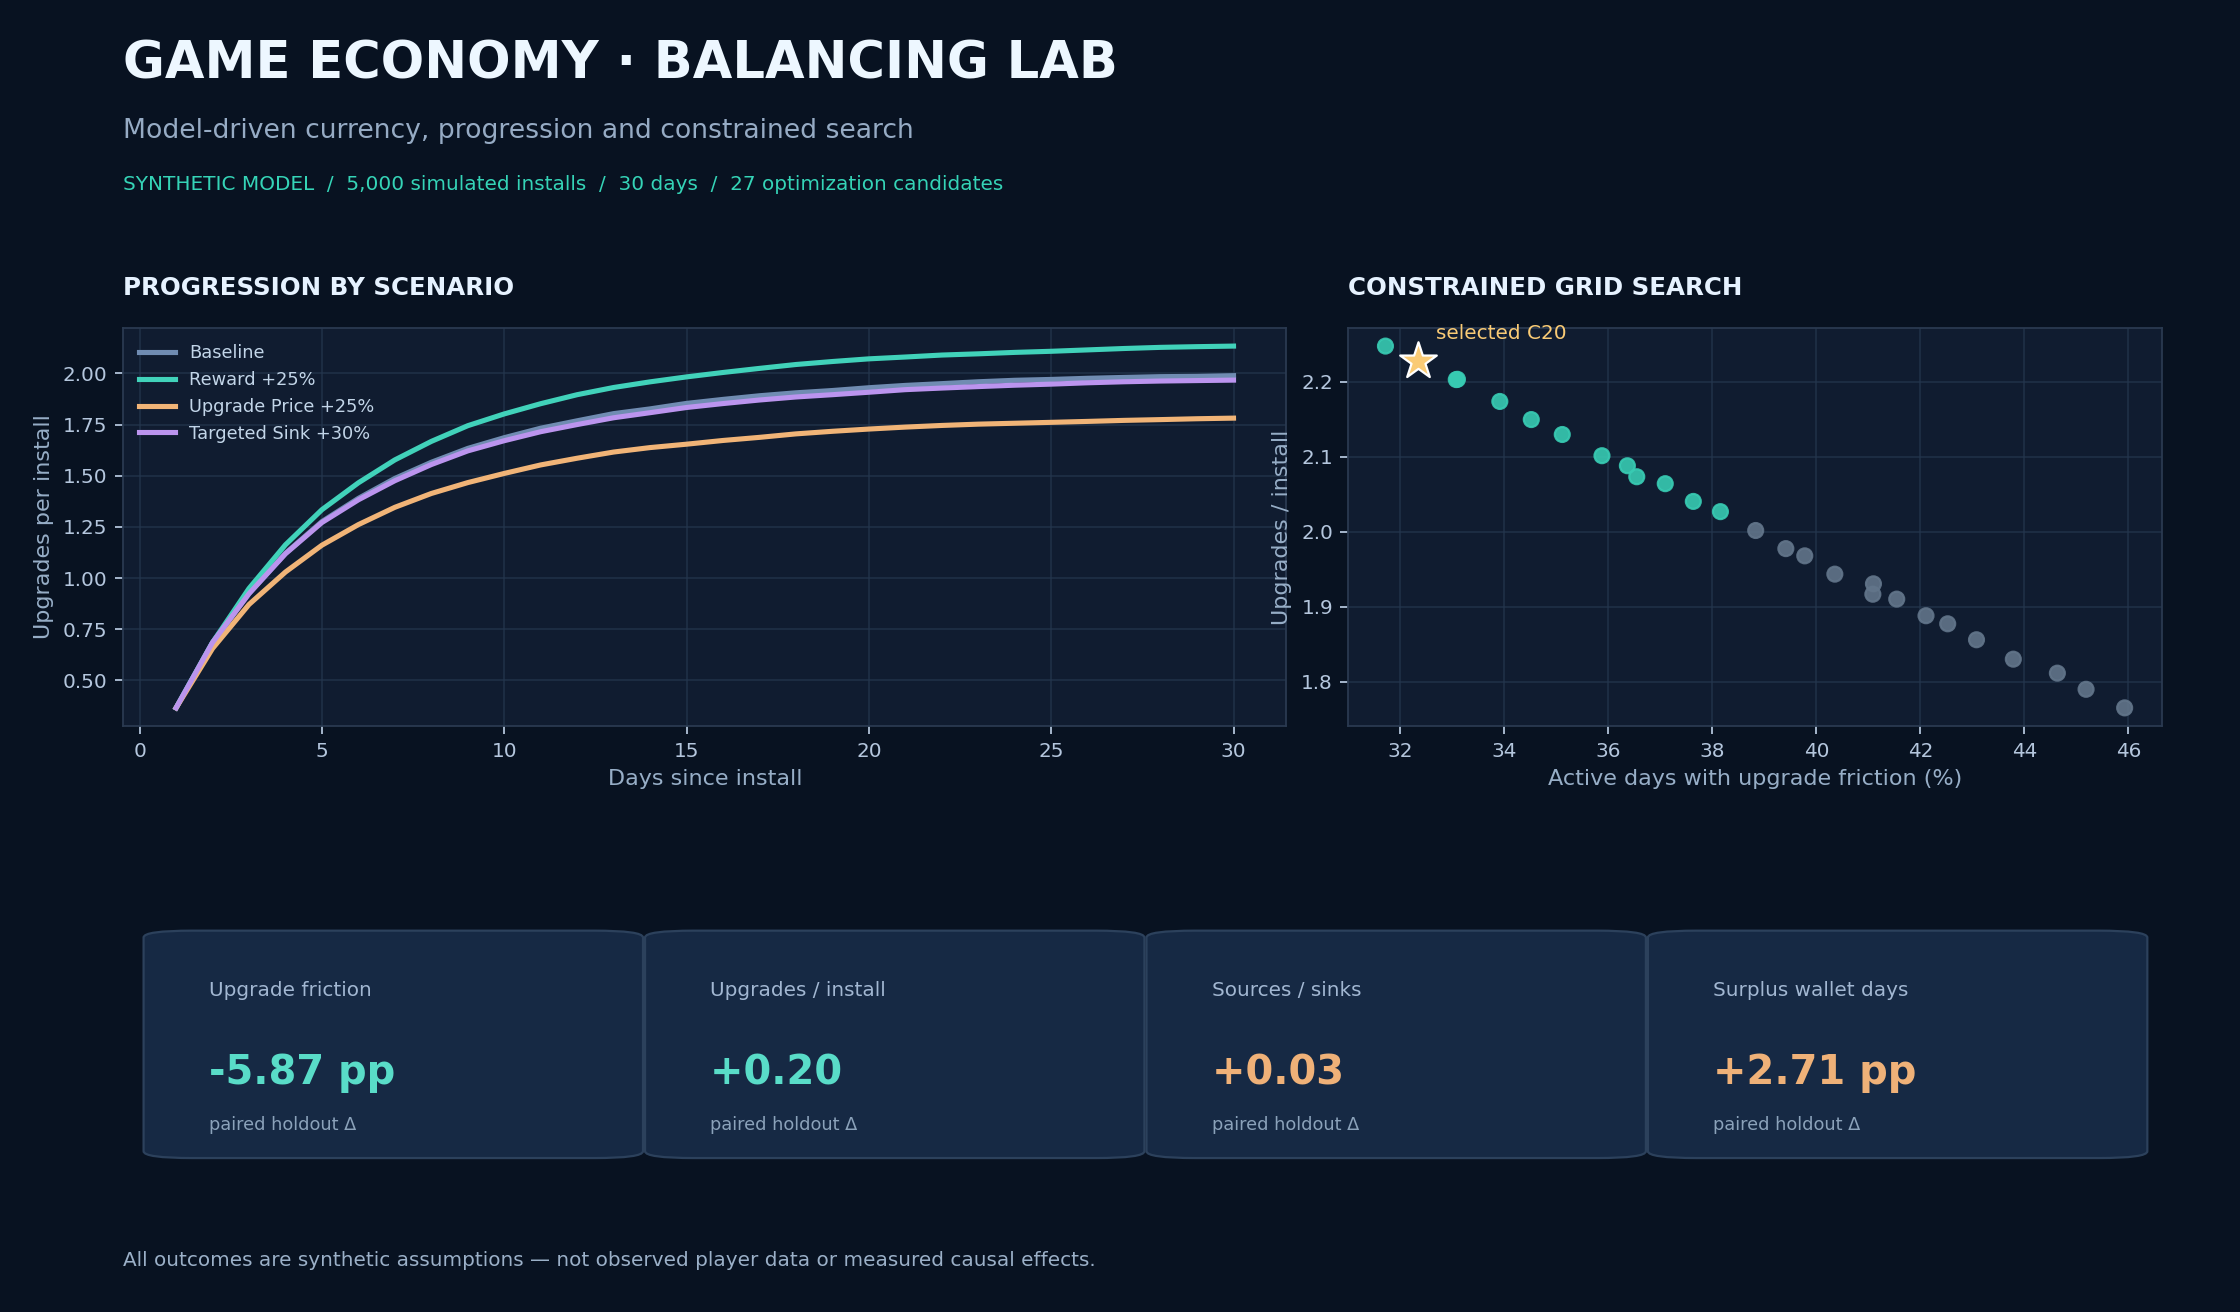 GAME ECONOMY · BALANCING LAB
Model-driven currency, progression and constrained search
SYNTHETIC MODEL / 5,000 simulated installs / 30 days / 27 optimization candidates
PROGRESSION BY SCENARIO
Baseline
Reward +25%
Upgrade Price +25%
Targeted Sink +30%
Upgrades per install
2.00
1.75
1.50
1.25
1.00
0.75
0.50
0 5 10 15 20 25 30
Days since install
CONSTRAINED GRID SEARCH
selected C20
Upgrades / install
2.2
2.1
2.0
1.9
1.8
32 34 36 38 40 42 44 46
Active days with upgrade friction (%)
Upgrade friction
-5.87 pp
paired holdout Δ
Upgrades / install
+0.20
paired holdout Δ
Sources / sinks
+0.03
paired holdout Δ
Surplus wallet days
+2.71 pp
paired holdout Δ
All outcomes are synthetic assumptions — not observed player data or measured causal effects.